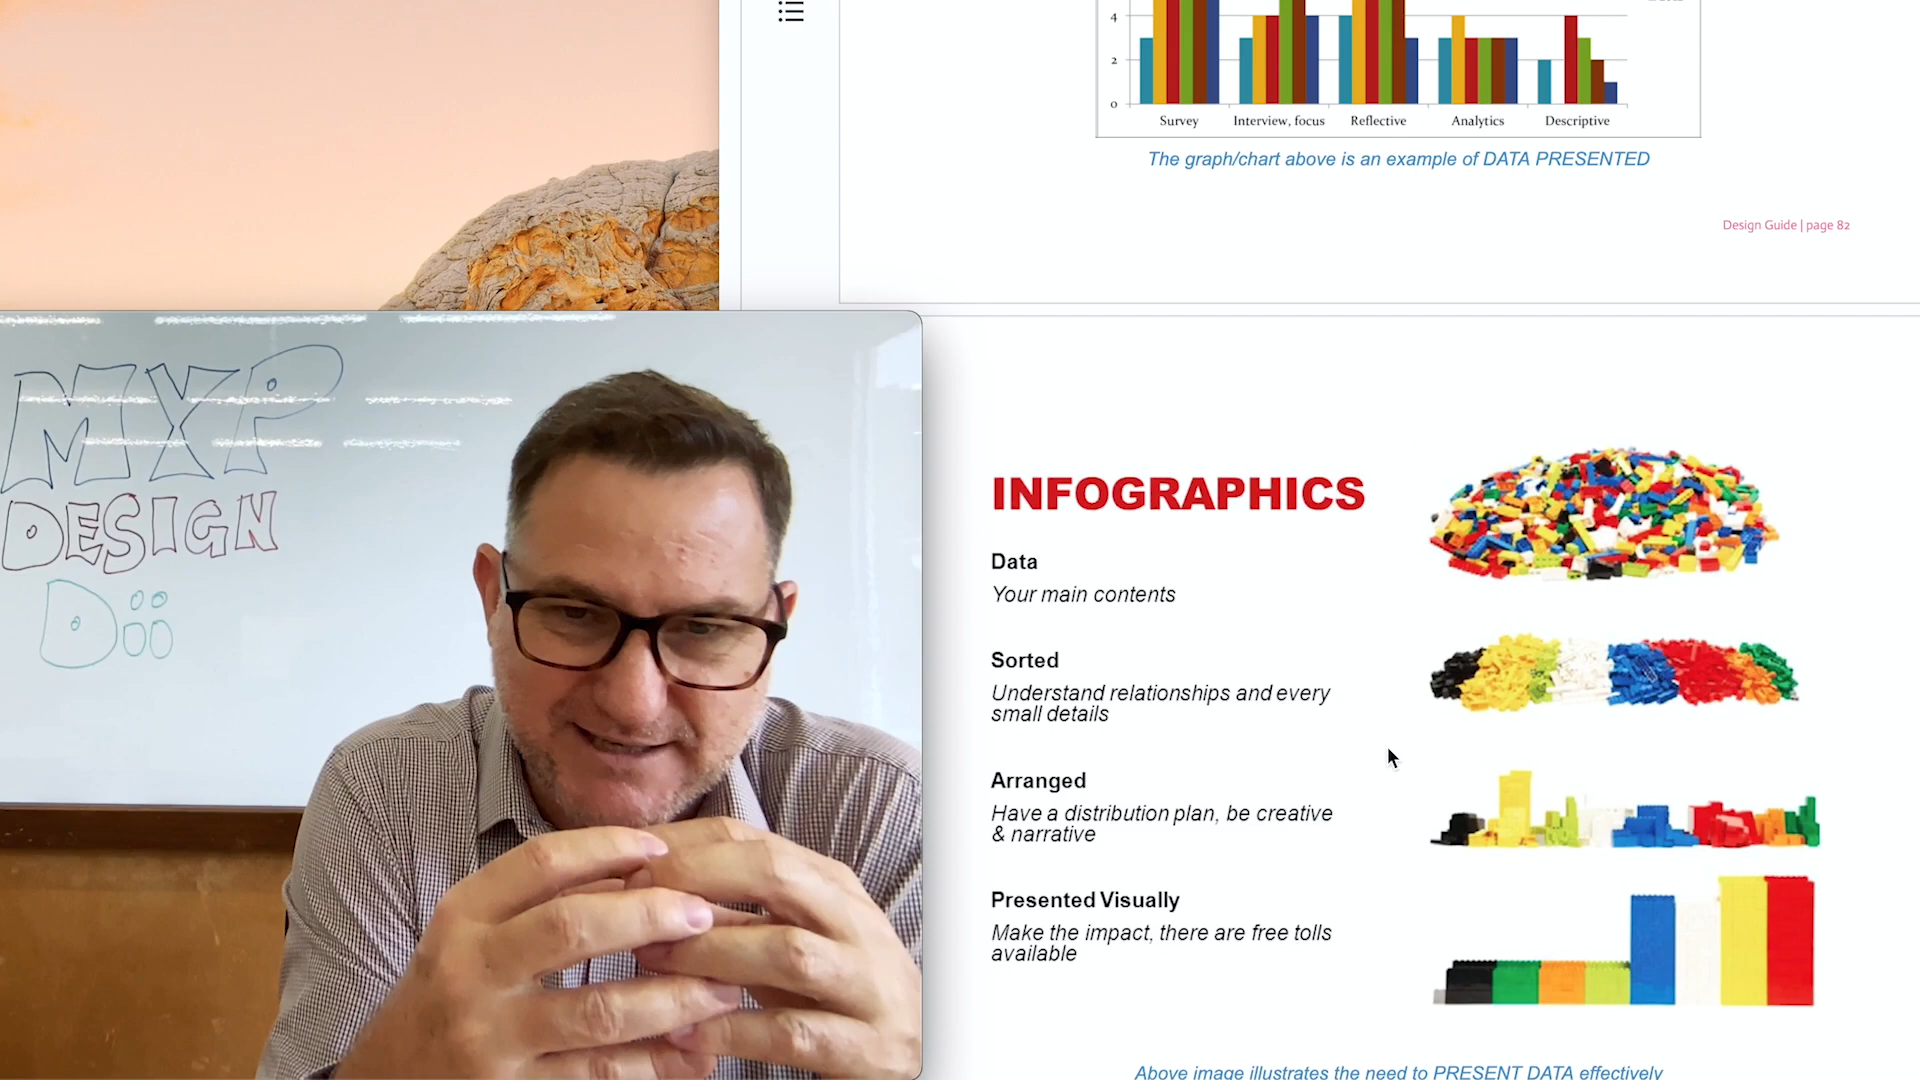 4
2
0
Survey
Interview, focus
Reflective
Analytics
Descriptive
The graph/chart above is an example of DATA PRESENTED
Design Guide | page 82
MYP
DESIGN
Dii
INFOGRAPHICS
Data
Your main contents
Sorted
Understand relationships and every
small details
Arranged
Have a distribution plan, be creative
& narrative
Presented Visually
Make the impact, there are free tolls
available
Above image illustrates the need to PRESENT DATA effectively